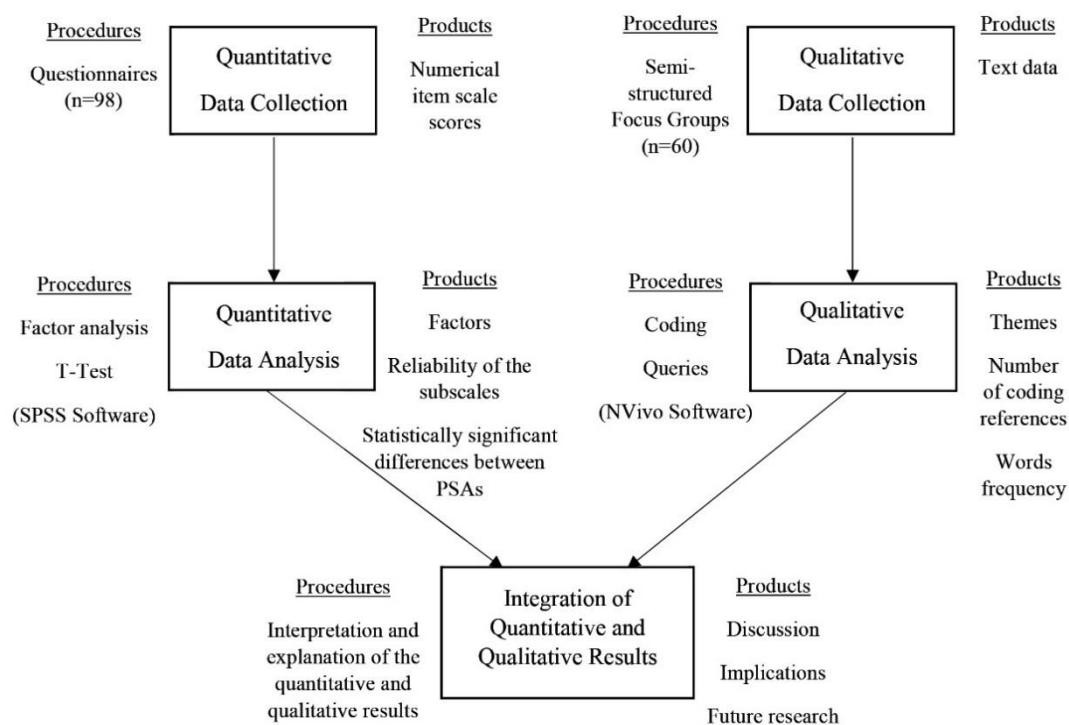 Procedures
Questionnaires
(n=98)
Quantitative
Data Collection
Products
Numerical
item scale
scores
Procedures
Semi-
structured
Focus Groups
(n=60)
Qualitative
Data Collection
Products
Text data
Procedures
Factor analysis
T-Test
(SPSS Software)
Quantitative
Data Analysis
Products
Factors
Reliability of the
subscales
Statistically significant
differences between
PSAs
Procedures
Coding
Queries
(NVivo Software)
Qualitative
Data Analysis
Products
Themes
Number
of coding
references
Words
frequency
Procedures
Interpretation and
explanation of the
quantitative and
qualitative results
Integration of
Quantitative and
Qualitative Results
Products
Discussion
Implications
Future research